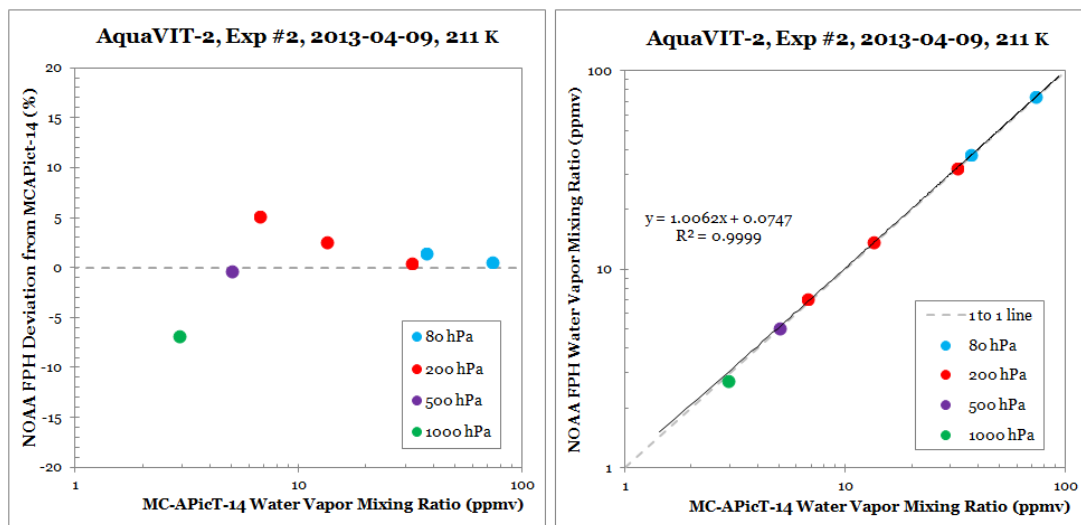 AquaVIT-2, Exp #2, 2013-04-09, 211 K
NOAA FPH Deviation from MCAPict-14 (%)
20
15
10
5
0
-5
-10
-15
-20
80 hPa
200 hPa
500 hPa
1000 hPa
1
10
100
MC-APicT-14 Water Vapor Mixing Ratio (ppmv)
AquaVIT-2, Exp #2, 2013-04-09, 211 K
NOAA FPH Water Vapor Mixing Ratio (ppmv)
100
10
1
y = 1.0062x + 0.0747
R² = 0.9999
1 to 1 line
80 hPa
200 hPa
500 hPa
1000 hPa
1
10
100
MC-APicT-14 Water Vapor Mixing Ratio (ppmv)